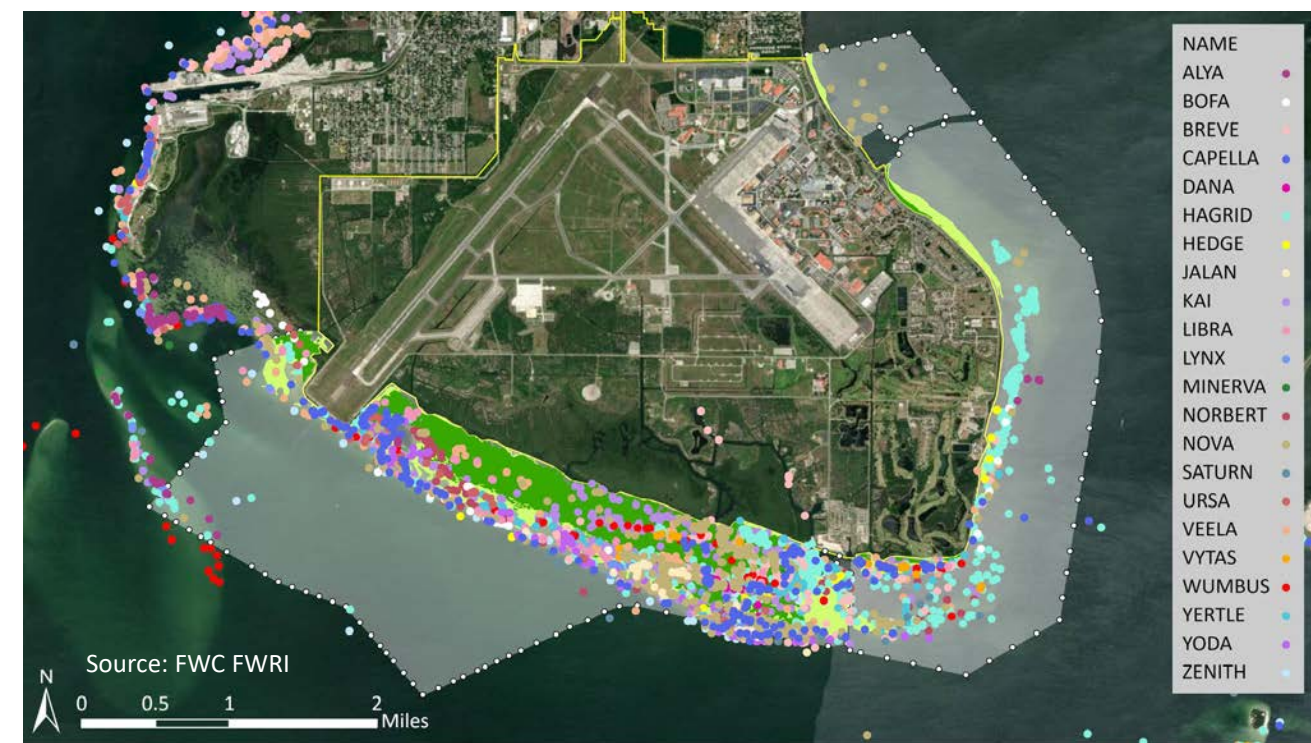 NAME
ALYA
BOFA
BREVE
CAPELLA
DANA
HAGRID
HEDGE
JALAN
KAI
LIBRA
LYNX
MINERVA
NORBERT
NOVA
SATURN
URSA
VEELA
VYTAS
WUMBUS
YERTLE
YODA
ZENITH
Source: FWC FWRI
N
0 0.5 1 2
Miles